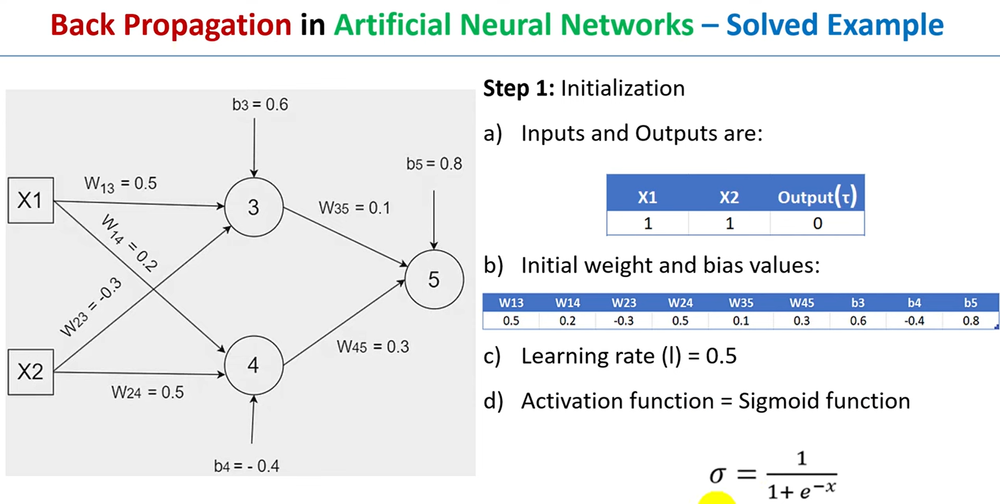 Back Propagation in Artificial Neural Networks – Solved Example
b3 = 0.6
b5 = 0.8
X1
W13 = 0.5
3
W35 = 0.1
W14 = 0.2
5
W23 = -0.3
X2
4
W45 = 0.3
W24 = 0.5
b4 = - 0.4
Step 1: Initialization
a) Inputs and Outputs are:
X1 X2 Output(τ)
1 1 0
b) Initial weight and bias values:
W13 W14 W23 W24 W35 W45 b3 b4 b5
0.5 0.2 -0.3 0.5 0.1 0.3 0.6 -0.4 0.8
c) Learning rate (l) = 0.5
d) Activation function = Sigmoid function
σ = 1 / 1+ e^−x